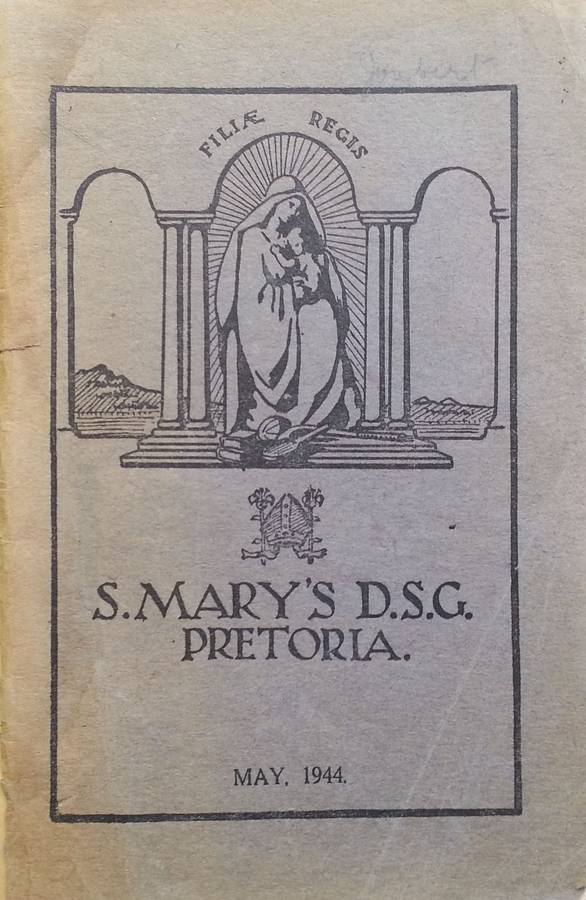 FILIÆ REGIS
S. MARY'S D.S.G.
PRETORIA.
MAY, 1944.